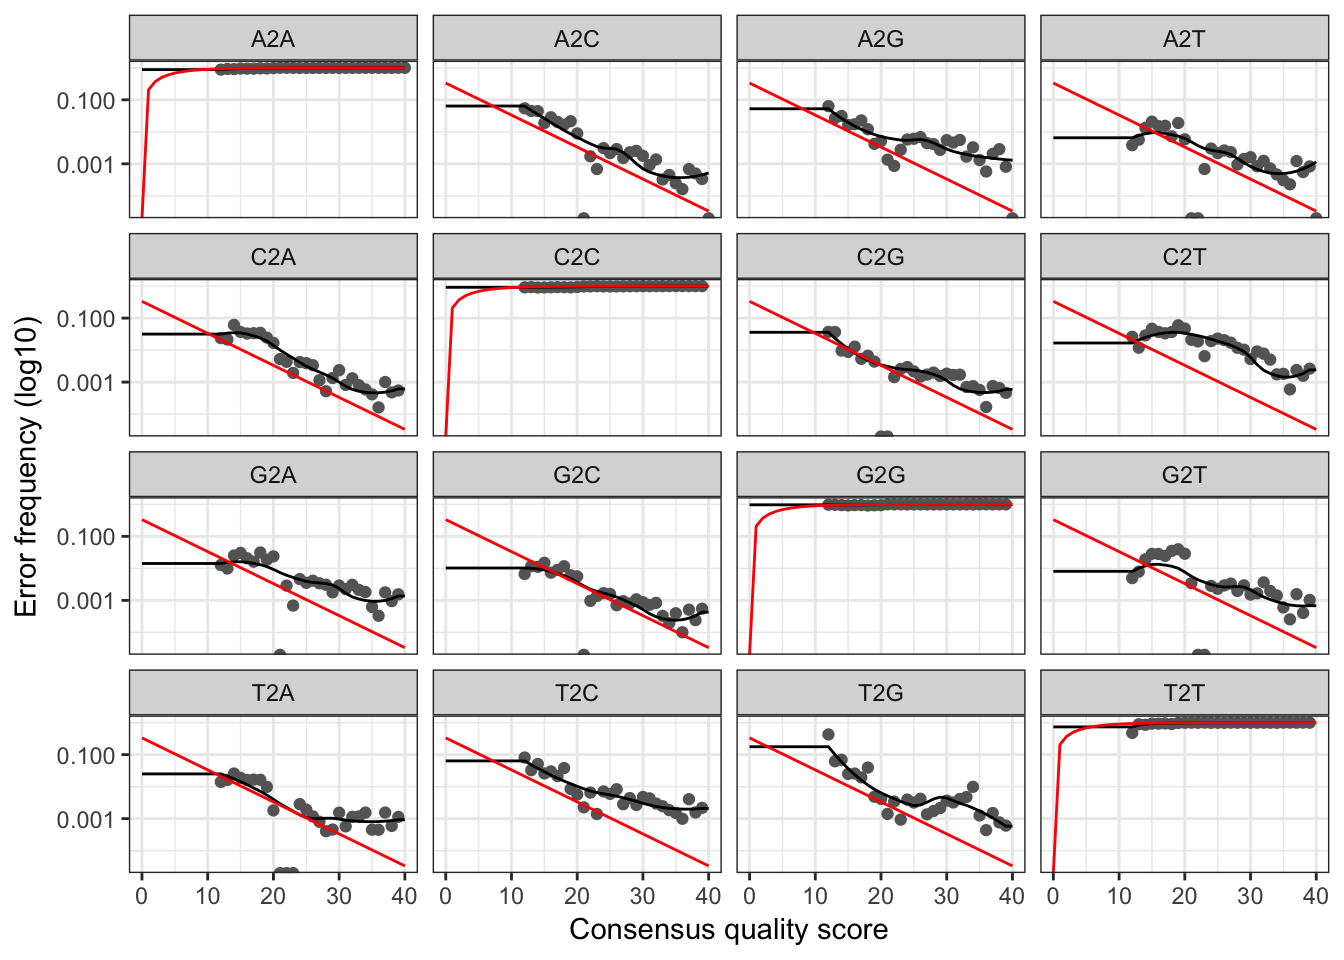 A2A A2C A2G A2T
0.100
0.001
C2A C2C C2G C2T
0.100
0.001
G2A G2C G2G G2T
0.100
0.001
T2A T2C T2G T2T
0.100
0.001
0 10 20 30 40 0 10 20 30 40 0 10 20 30 40 0 10 20 30 40
Consensus quality score
Error frequency (log10)